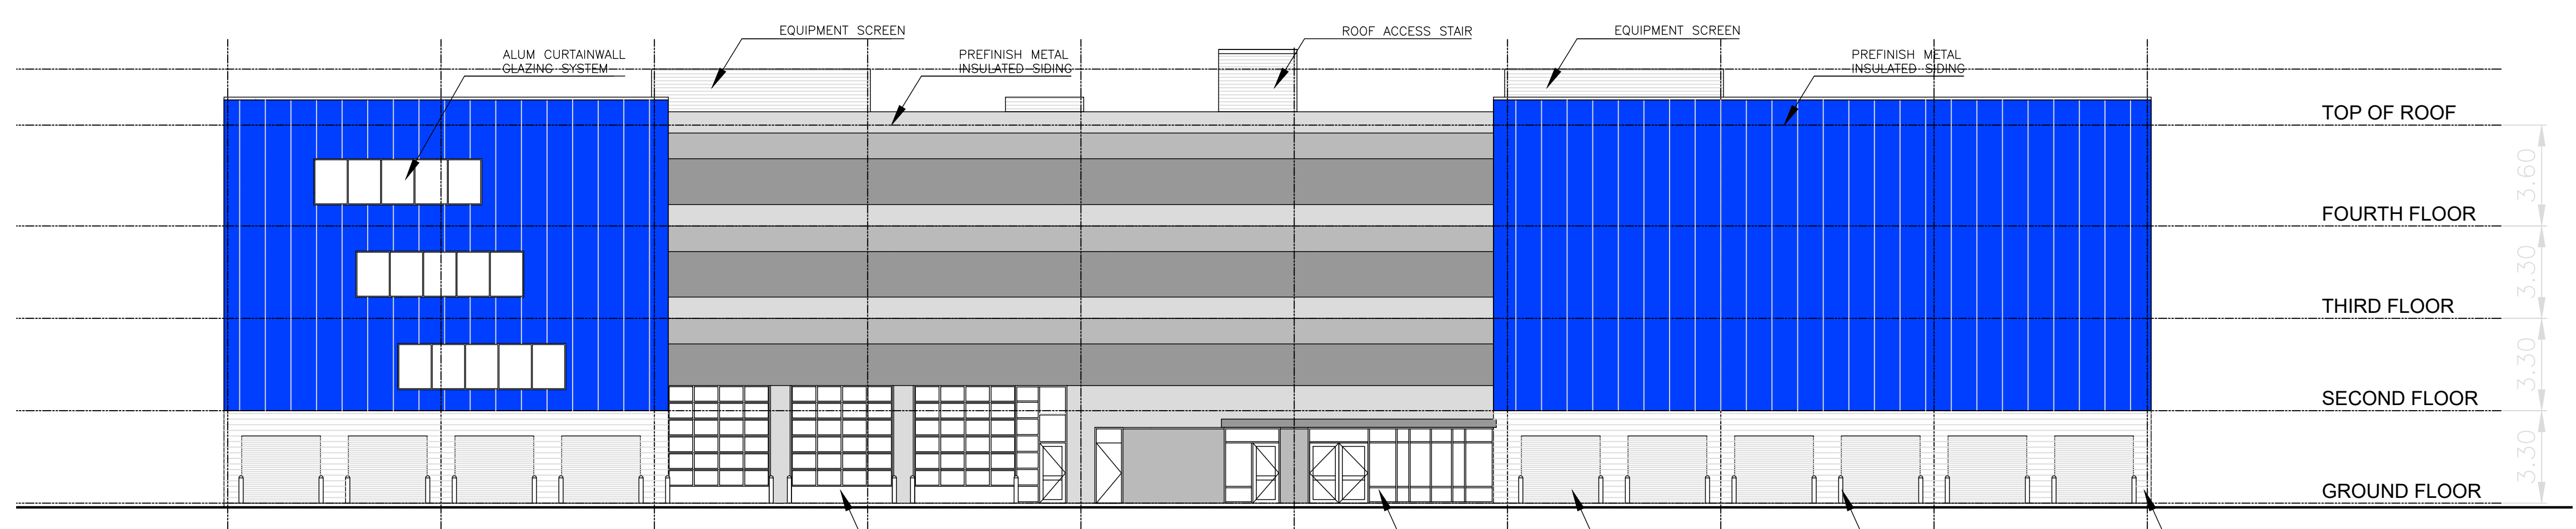 EQUIPMENT SCREEN
ROOF ACCESS STAIR
EQUIPMENT SCREEN
ALUM CURTAINWALL
GLAZING SYSTEM
PREFINISH METAL
INSULATED SIDING
PREFINISH METAL
INSULATED SIDING
TOP OF ROOF
3.60
FOURTH FLOOR
3.30
THIRD FLOOR
3.30
SECOND FLOOR
3.30
GROUND FLOOR